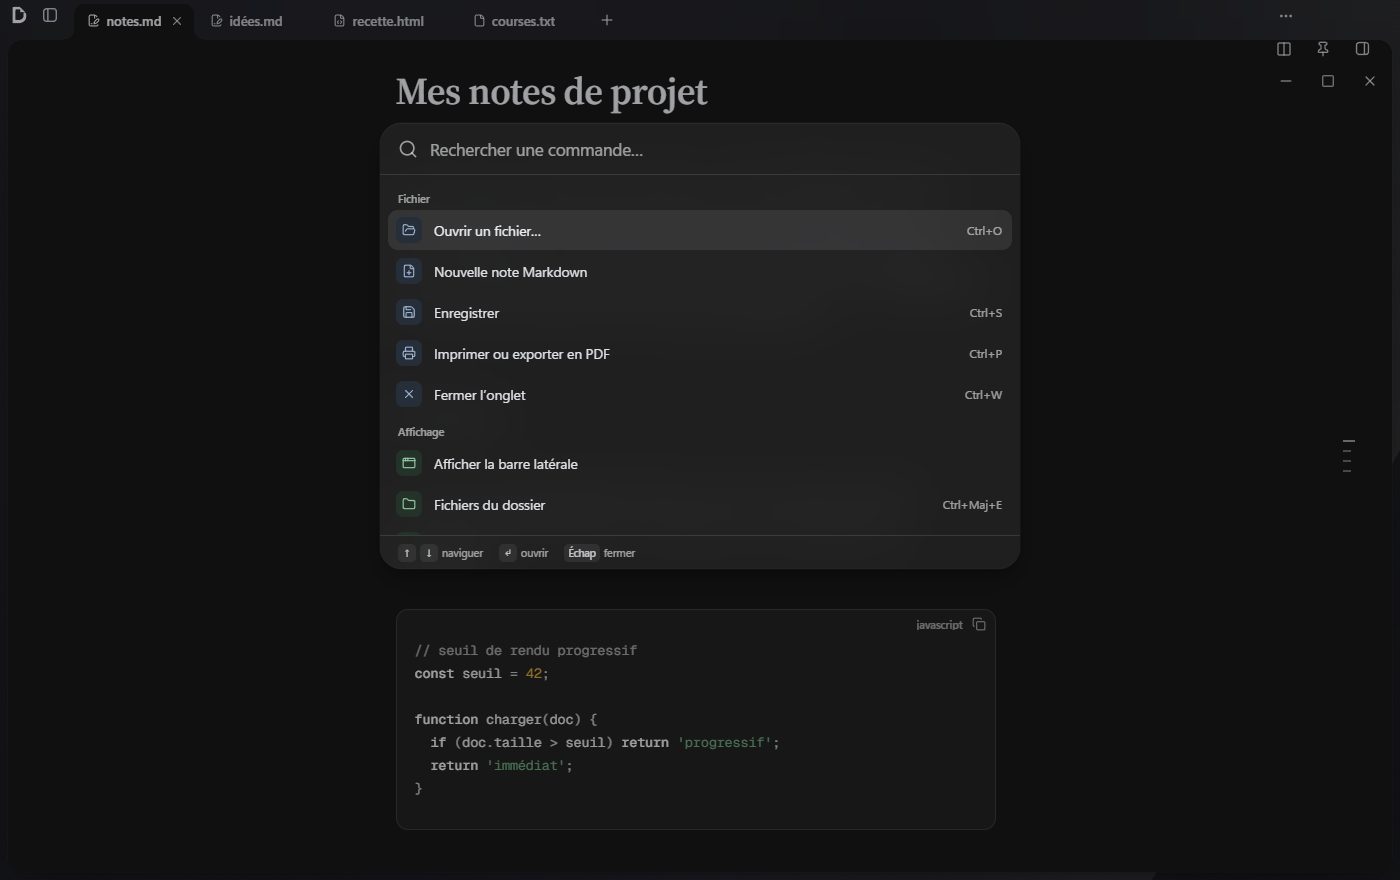 notes.md
idées.md
recette.html
courses.txt
Mes notes de projet
Rechercher une commande...
Fichier
Ouvrir un fichier... Ctrl+O
Nouvelle note Markdown
Enregistrer Ctrl+S
Imprimer ou exporter en PDF Ctrl+P
Fermer l’onglet Ctrl+W
Affichage
Afficher la barre latérale
Fichiers du dossier Ctrl+Maj+E
↑ ↓ naviguer ↵ ouvrir Échap fermer
javascript
// seuil de rendu progressif
const seuil = 42;
function charger(doc) {
if (doc.taille > seuil) return 'progressif';
return 'immédiat';
}